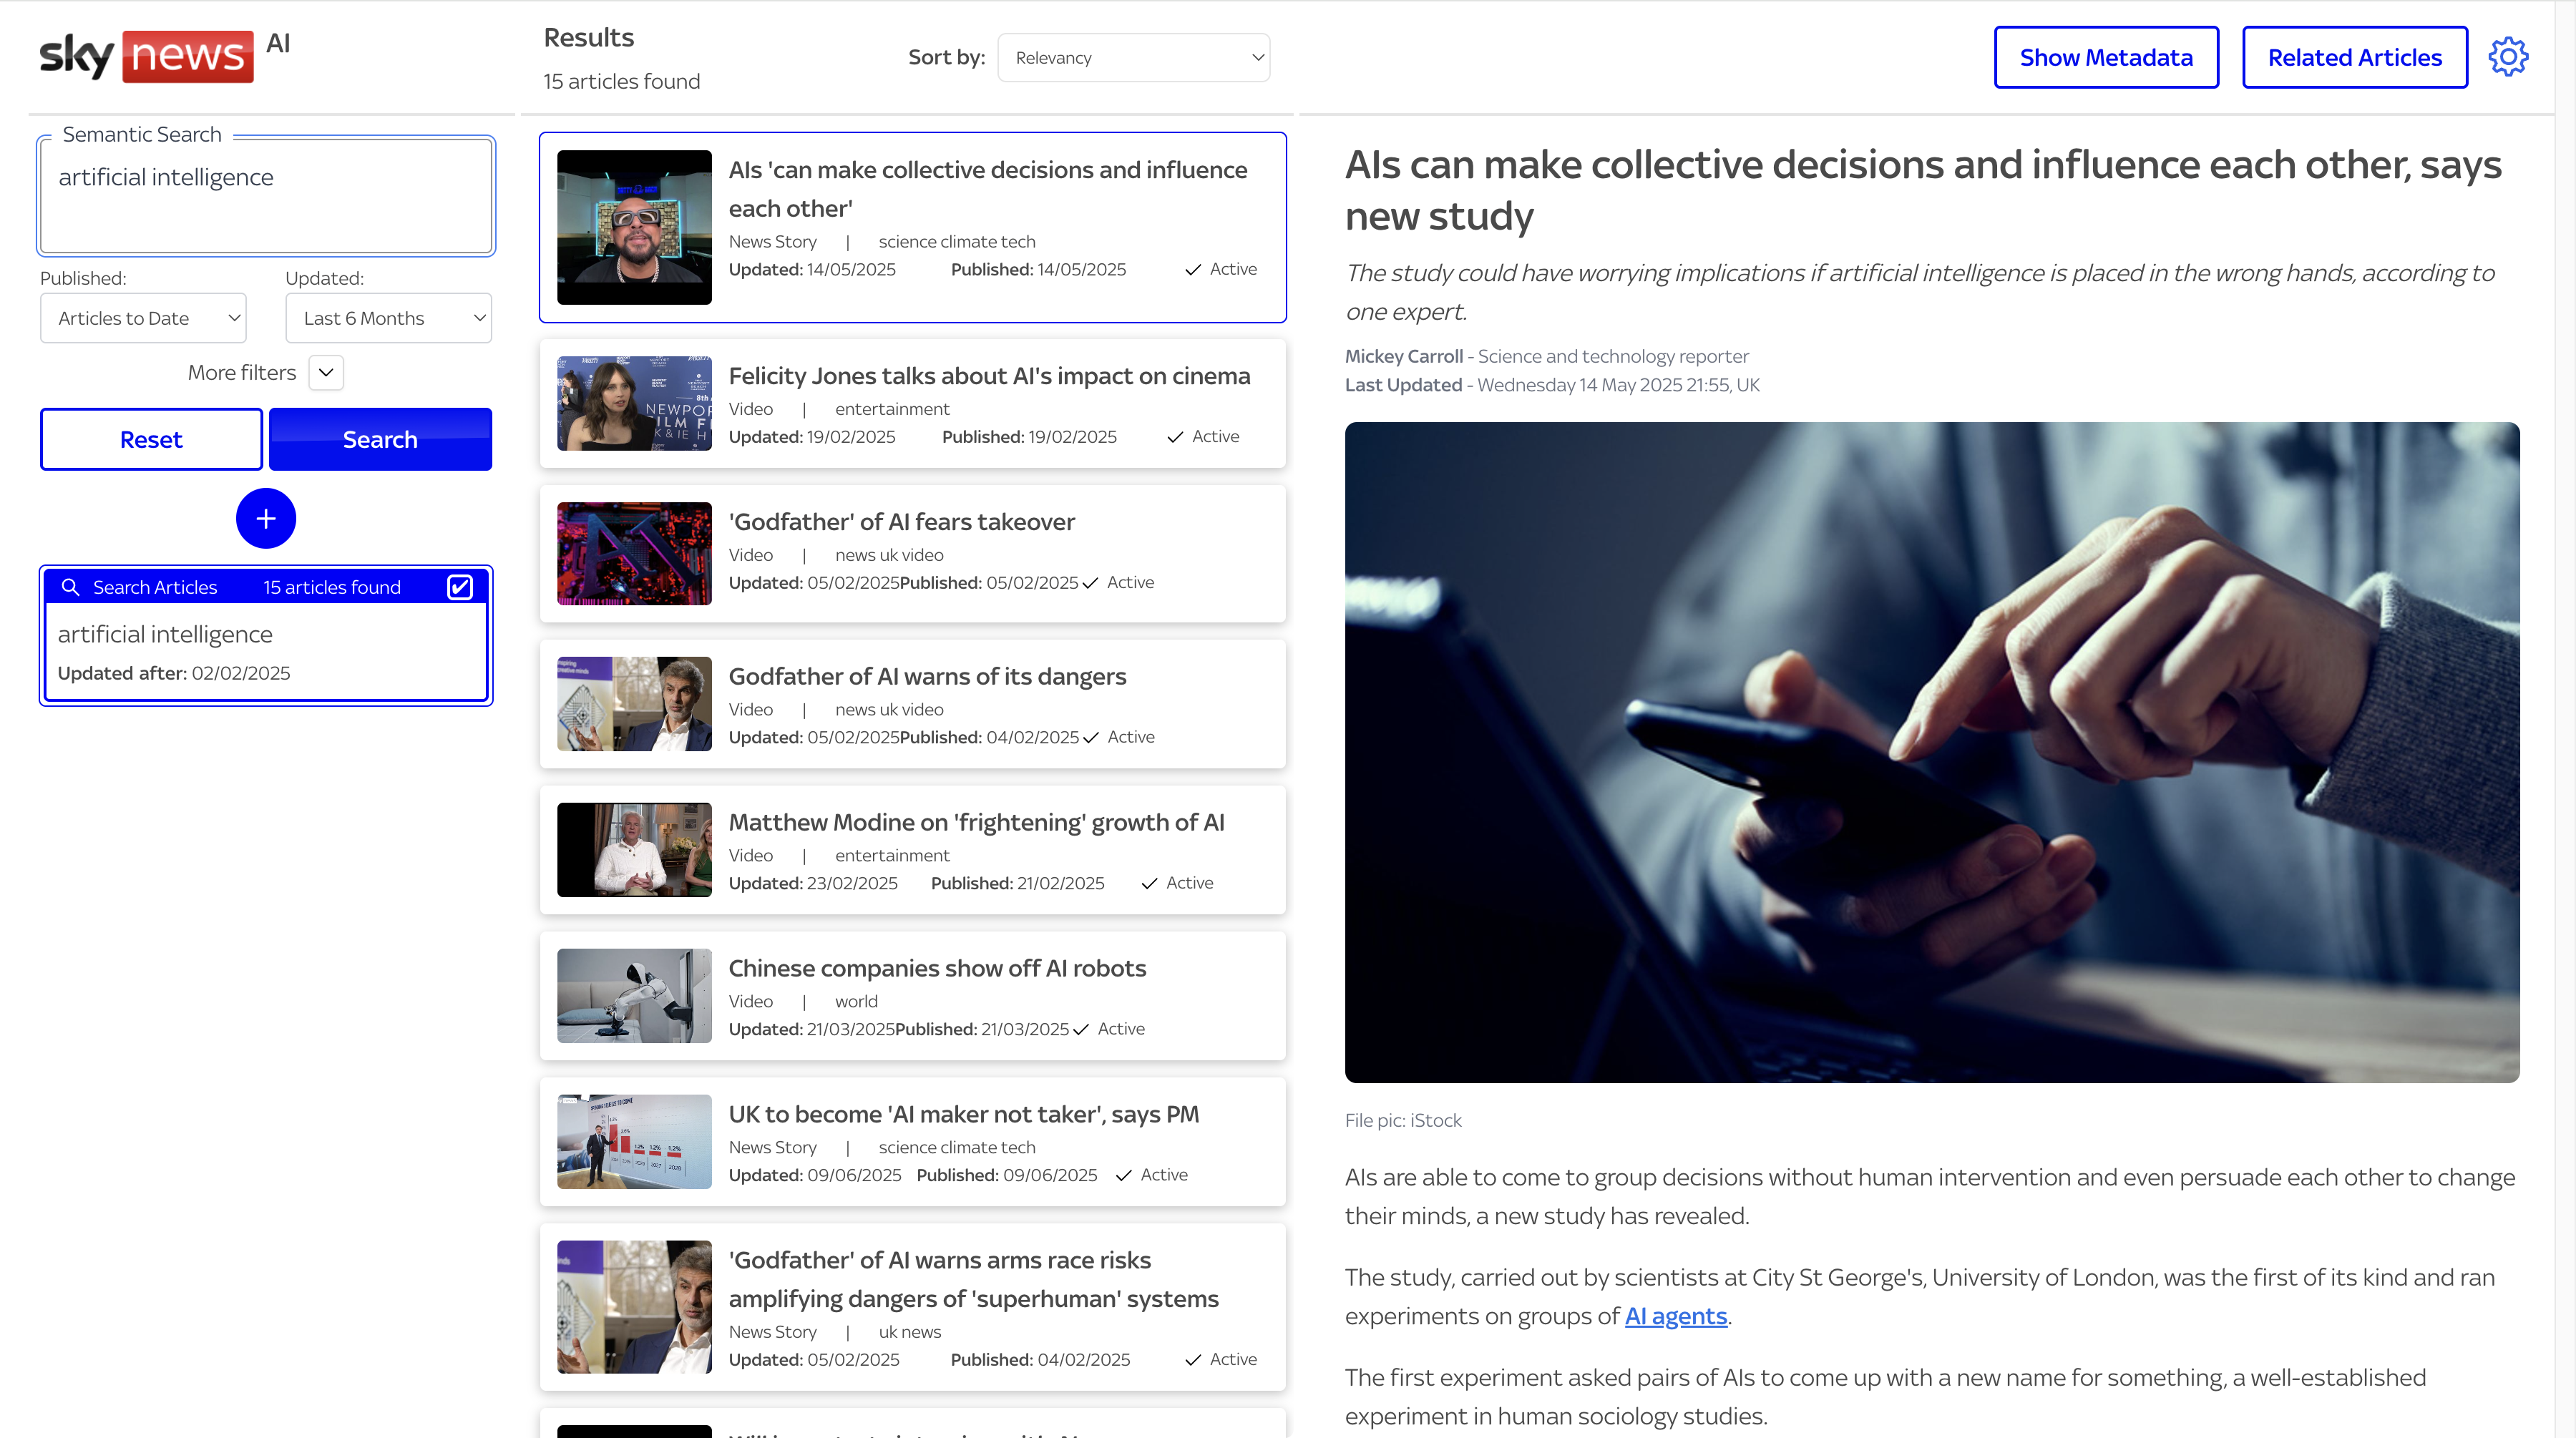 sky news AI
Results
15 articles found
Sort by:
Relevancy
Show Metadata
Related Articles
Semantic Search
artificial intelligence
Published:
Updated:
Articles to Date
Last 6 Months
More filters
Reset
Search
+
Search Articles
15 articles found
artificial intelligence
Updated after: 02/02/2025
AIs 'can make collective decisions and influence
each other'
News Story | science climate tech
Updated: 14/05/2025 Published: 14/05/2025 Active
Felicity Jones talks about AI's impact on cinema
Video | entertainment
Updated: 19/02/2025 Published: 19/02/2025 Active
'Godfather' of AI fears takeover
Video | news uk video
Updated: 05/02/2025Published: 05/02/2025 Active
Godfather of AI warns of its dangers
Video | news uk video
Updated: 05/02/2025Published: 04/02/2025 Active
Matthew Modine on 'frightening' growth of AI
Video | entertainment
Updated: 23/02/2025 Published: 21/02/2025 Active
Chinese companies show off AI robots
Video | world
Updated: 21/03/2025Published: 21/03/2025 Active
UK to become 'AI maker not taker', says PM
News Story | science climate tech
Updated: 09/06/2025 Published: 09/06/2025 Active
'Godfather' of AI warns arms race risks
amplifying dangers of 'superhuman' systems
News Story | uk news
Updated: 05/02/2025 Published: 04/02/2025 Active
AIs can make collective decisions and influence each other, says
new study
The study could have worrying implications if artificial intelligence is placed in the wrong hands, according to
one expert.
Mickey Carroll - Science and technology reporter
Last Updated - Wednesday 14 May 2025 21:55, UK
File pic: iStock
AIs are able to come to group decisions without human intervention and even persuade each other to change
their minds, a new study has revealed.
The study, carried out by scientists at City St George's, University of London, was the first of its kind and ran
experiments on groups of AI agents.
The first experiment asked pairs of AIs to come up with a new name for something, a well-established
experiment in human sociology studies.